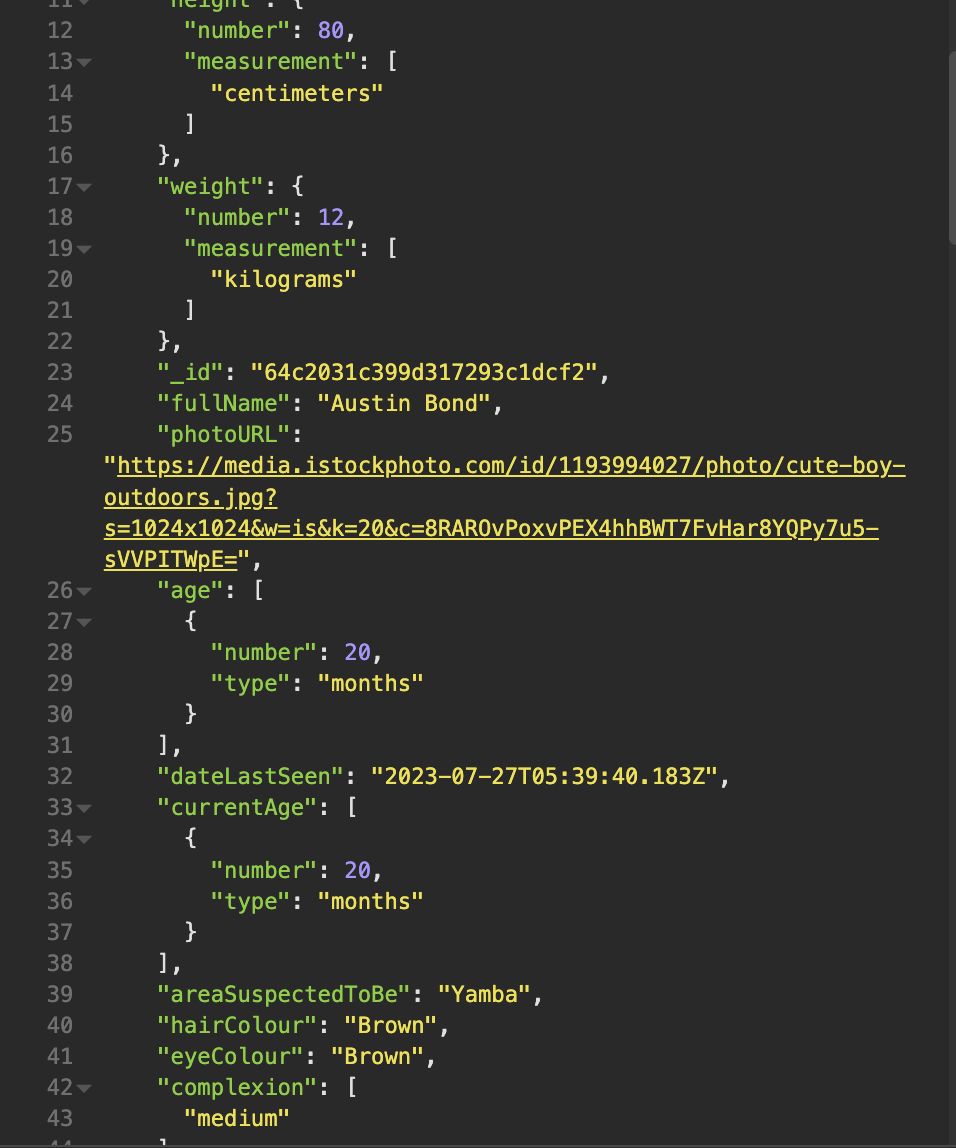 11 "height": {
12 "number": 80,
13 "measurement": [
14 "centimeters"
15 ]
16 },
17 "weight": {
18 "number": 12,
19 "measurement": [
20 "kilograms"
21 ]
22 },
23 "_id": "64c2031c399d317293c1dcf2",
24 "fullName": "Austin Bond",
25 "photoURL":
"https://media.istockphoto.com/id/1193994027/photo/cute-boy-
outdoors.jpg?
s=1024x1024&w=is&k=20&c=8RAROvPoxvPEX4hhBWT7FvHar8YQPy7u5-
sVVPITWpE=",
26 "age": [
27 {
28 "number": 20,
29 "type": "months"
30 }
31 ],
32 "dateLastSeen": "2023-07-27T05:39:40.183Z",
33 "currentAge": [
34 {
35 "number": 20,
36 "type": "months"
37 }
38 ],
39 "areaSuspectedToBe": "Yamba",
40 "hairColour": "Brown",
41 "eyeColour": "Brown",
42 "complexion": [
43 "medium"
44 ]